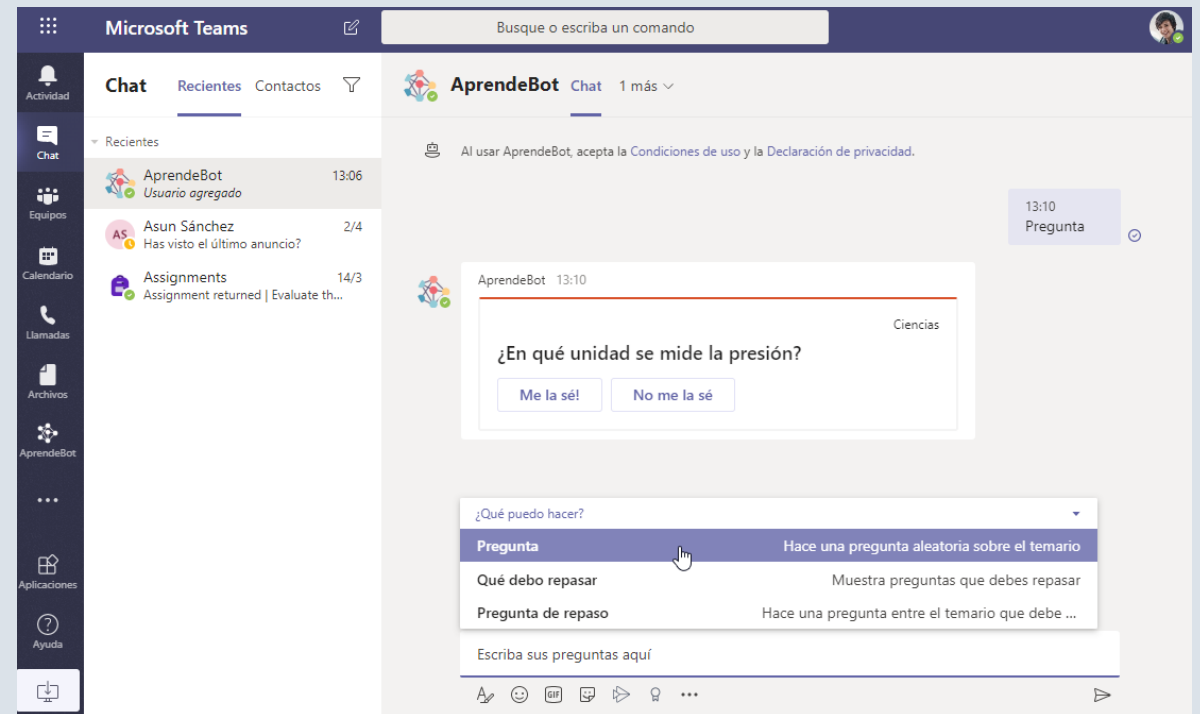 Microsoft Teams
Busque o escriba un comando
Actividad
Chat
Equipos
Calendario
Llamadas
Archivos
AprendeBot
Aplicaciones
Ayuda
Chat Recientes Contactos
Recientes
AprendeBot 13:06
Usuario agregado
AS
Asun Sánchez 2/4
Has visto el último anuncio?
Assignments 14/3
Assignment returned | Evaluate th...
AprendeBot Chat 1 más
Al usar AprendeBot, acepta la Condiciones de uso y la Declaración de privacidad.
13:10
Pregunta
AprendeBot 13:10
Ciencias
¿En qué unidad se mide la presión?
Me la sé! No me la sé
¿Qué puedo hacer?
Pregunta Hace una pregunta aleatoria sobre el temario
Qué debo repasar Muestra preguntas que debes repasar
Pregunta de repaso Hace una pregunta entre el temario que debe ...
Escriba sus preguntas aquí
GIF